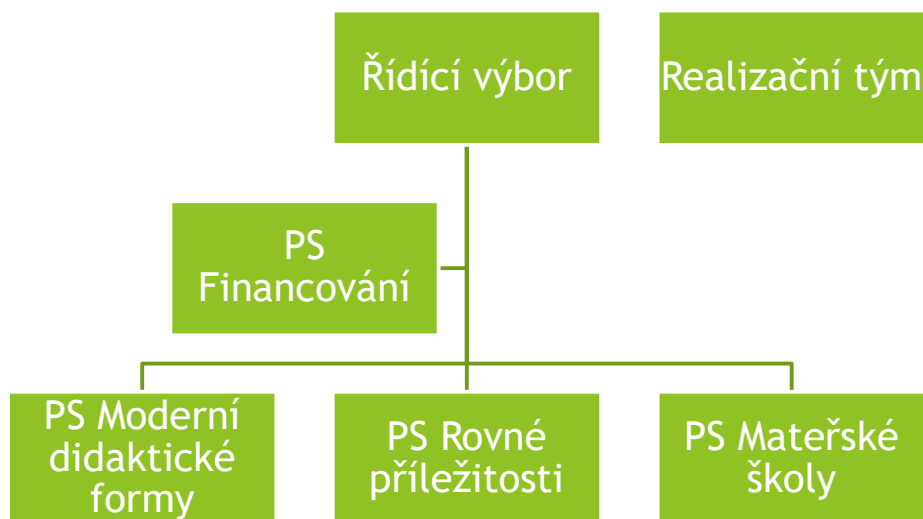 Řídící výbor
Realizační tým
PS
Financování
PS Moderní
didaktické
formy
PS Rovné
příležitosti
PS Mateřské
školy